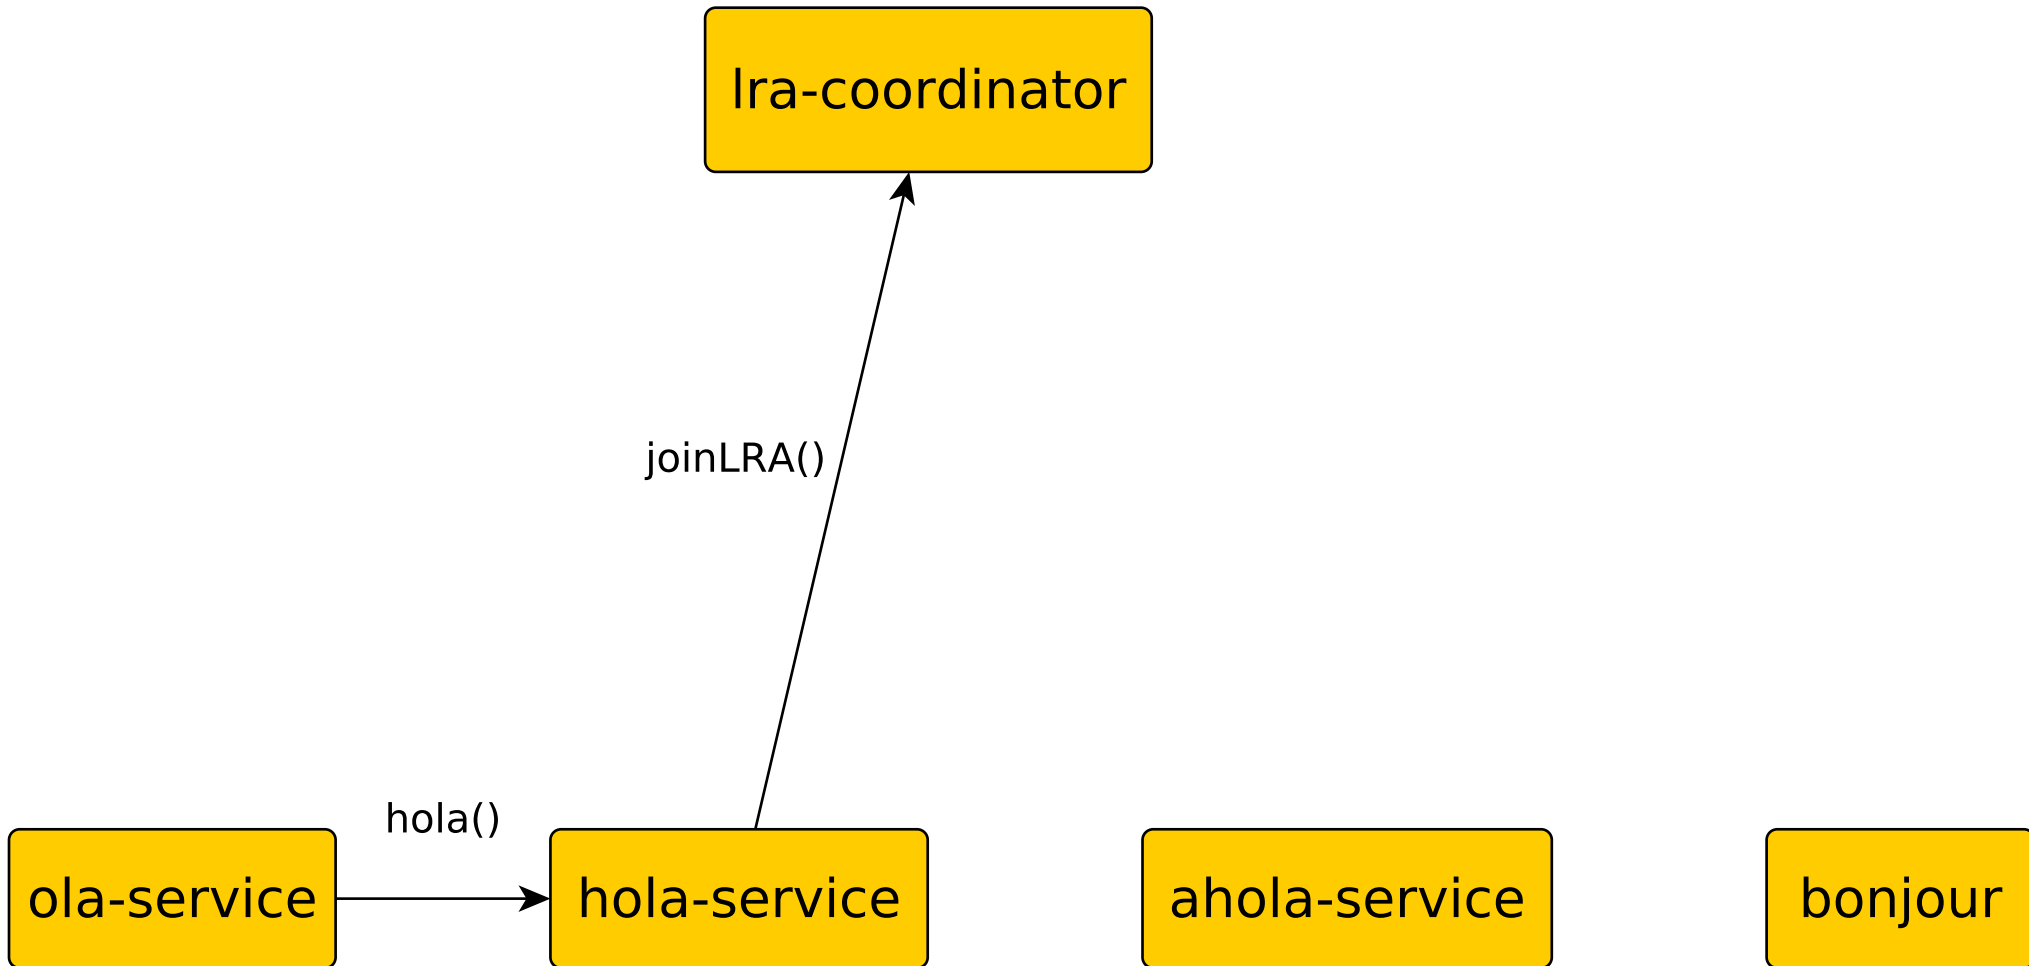 lra-coordinator
joinLRA()
hola()
ola-service
hola-service
ahola-service
bonjour